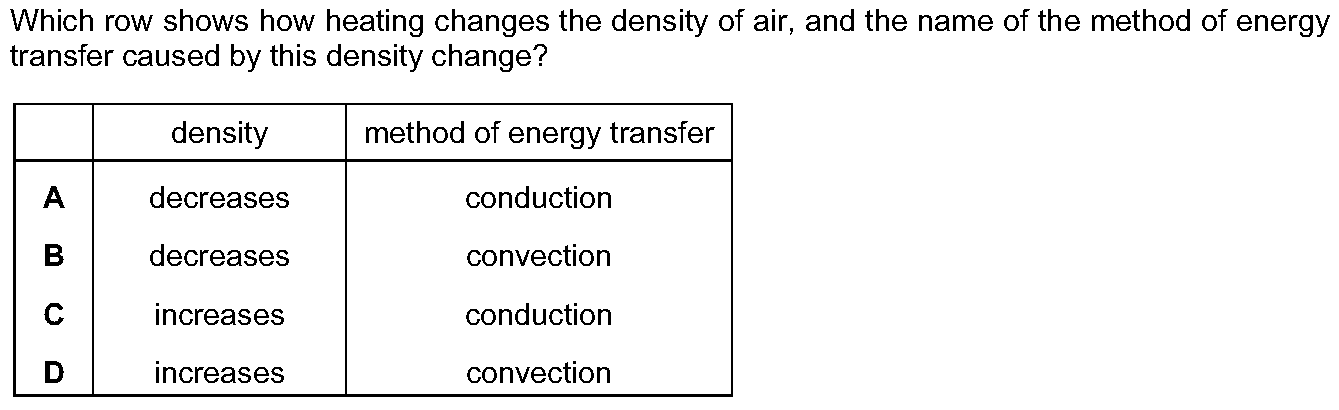 Which row shows how heating changes the density of air, and the name of the method of energy
transfer caused by this density change?
density method of energy transfer
A decreases conduction
B decreases convection
C increases conduction
D increases convection